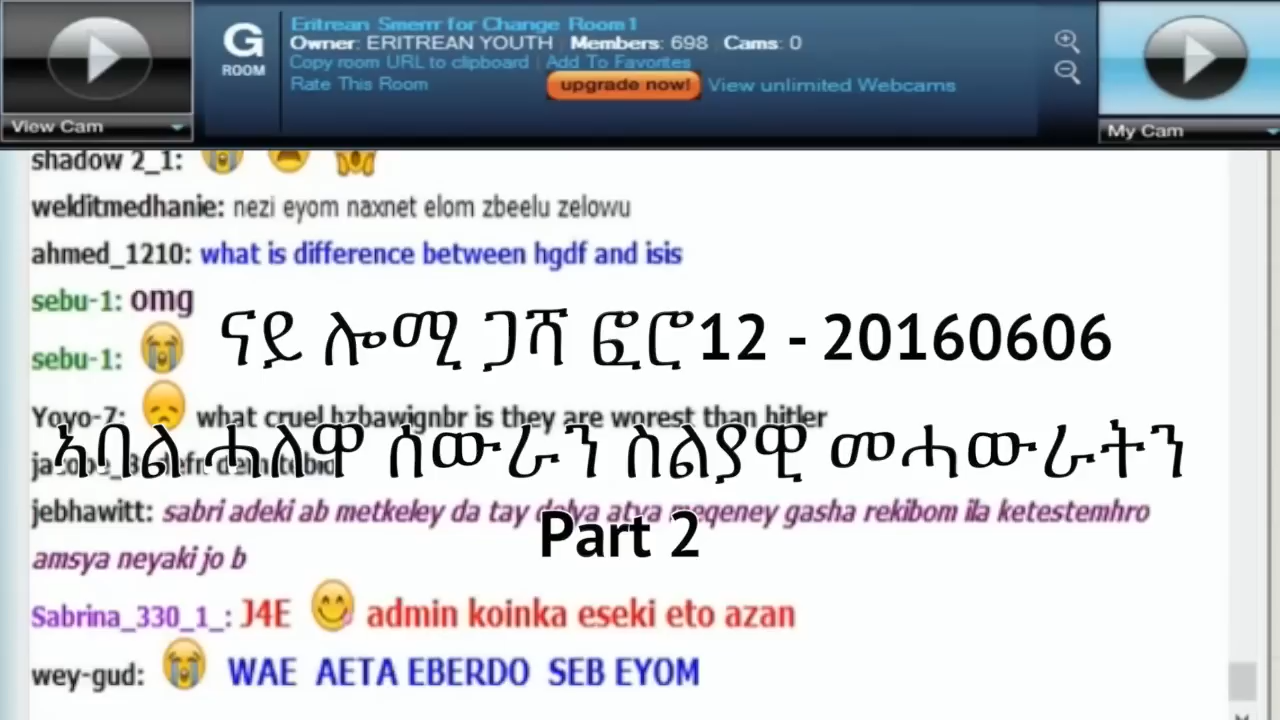 G
ROOM
Eritrean Smerrr for Change Room1
Owner: ERITREAN YOUTH | Members: 698 Cams: 0
Copy room URL to clipboard | Add To Favorites
Rate This Room
upgrade now! View unlimited Webcams
View Cam
My Cam
shadow 2_1:
welditmedhanie: nezi eyom naxnet elom zbeelu zelowu
ahmed_1210: what is difference between hgdf and isis
sebu-1: omg
ናይ ሎሚ ጋሻ ፎሮ12 - 20160606
sebu-1:
Yoyo-7: what cruel hzbawignbr is they are worest than hitler
ኣባል ሓለዋ ሰውራን ስልያዊ መሓውራትን
jebhawitt: sabri adeki ab metkeley da tay delya atya meqeney gasha rekibom ila ketestemhro
Part 2
amsya neyaki jo b
Sabrina_330_1_: J4E admin koinka eseki eto azan
wey-gud: WAE AETA EBERDO SEB EYOM